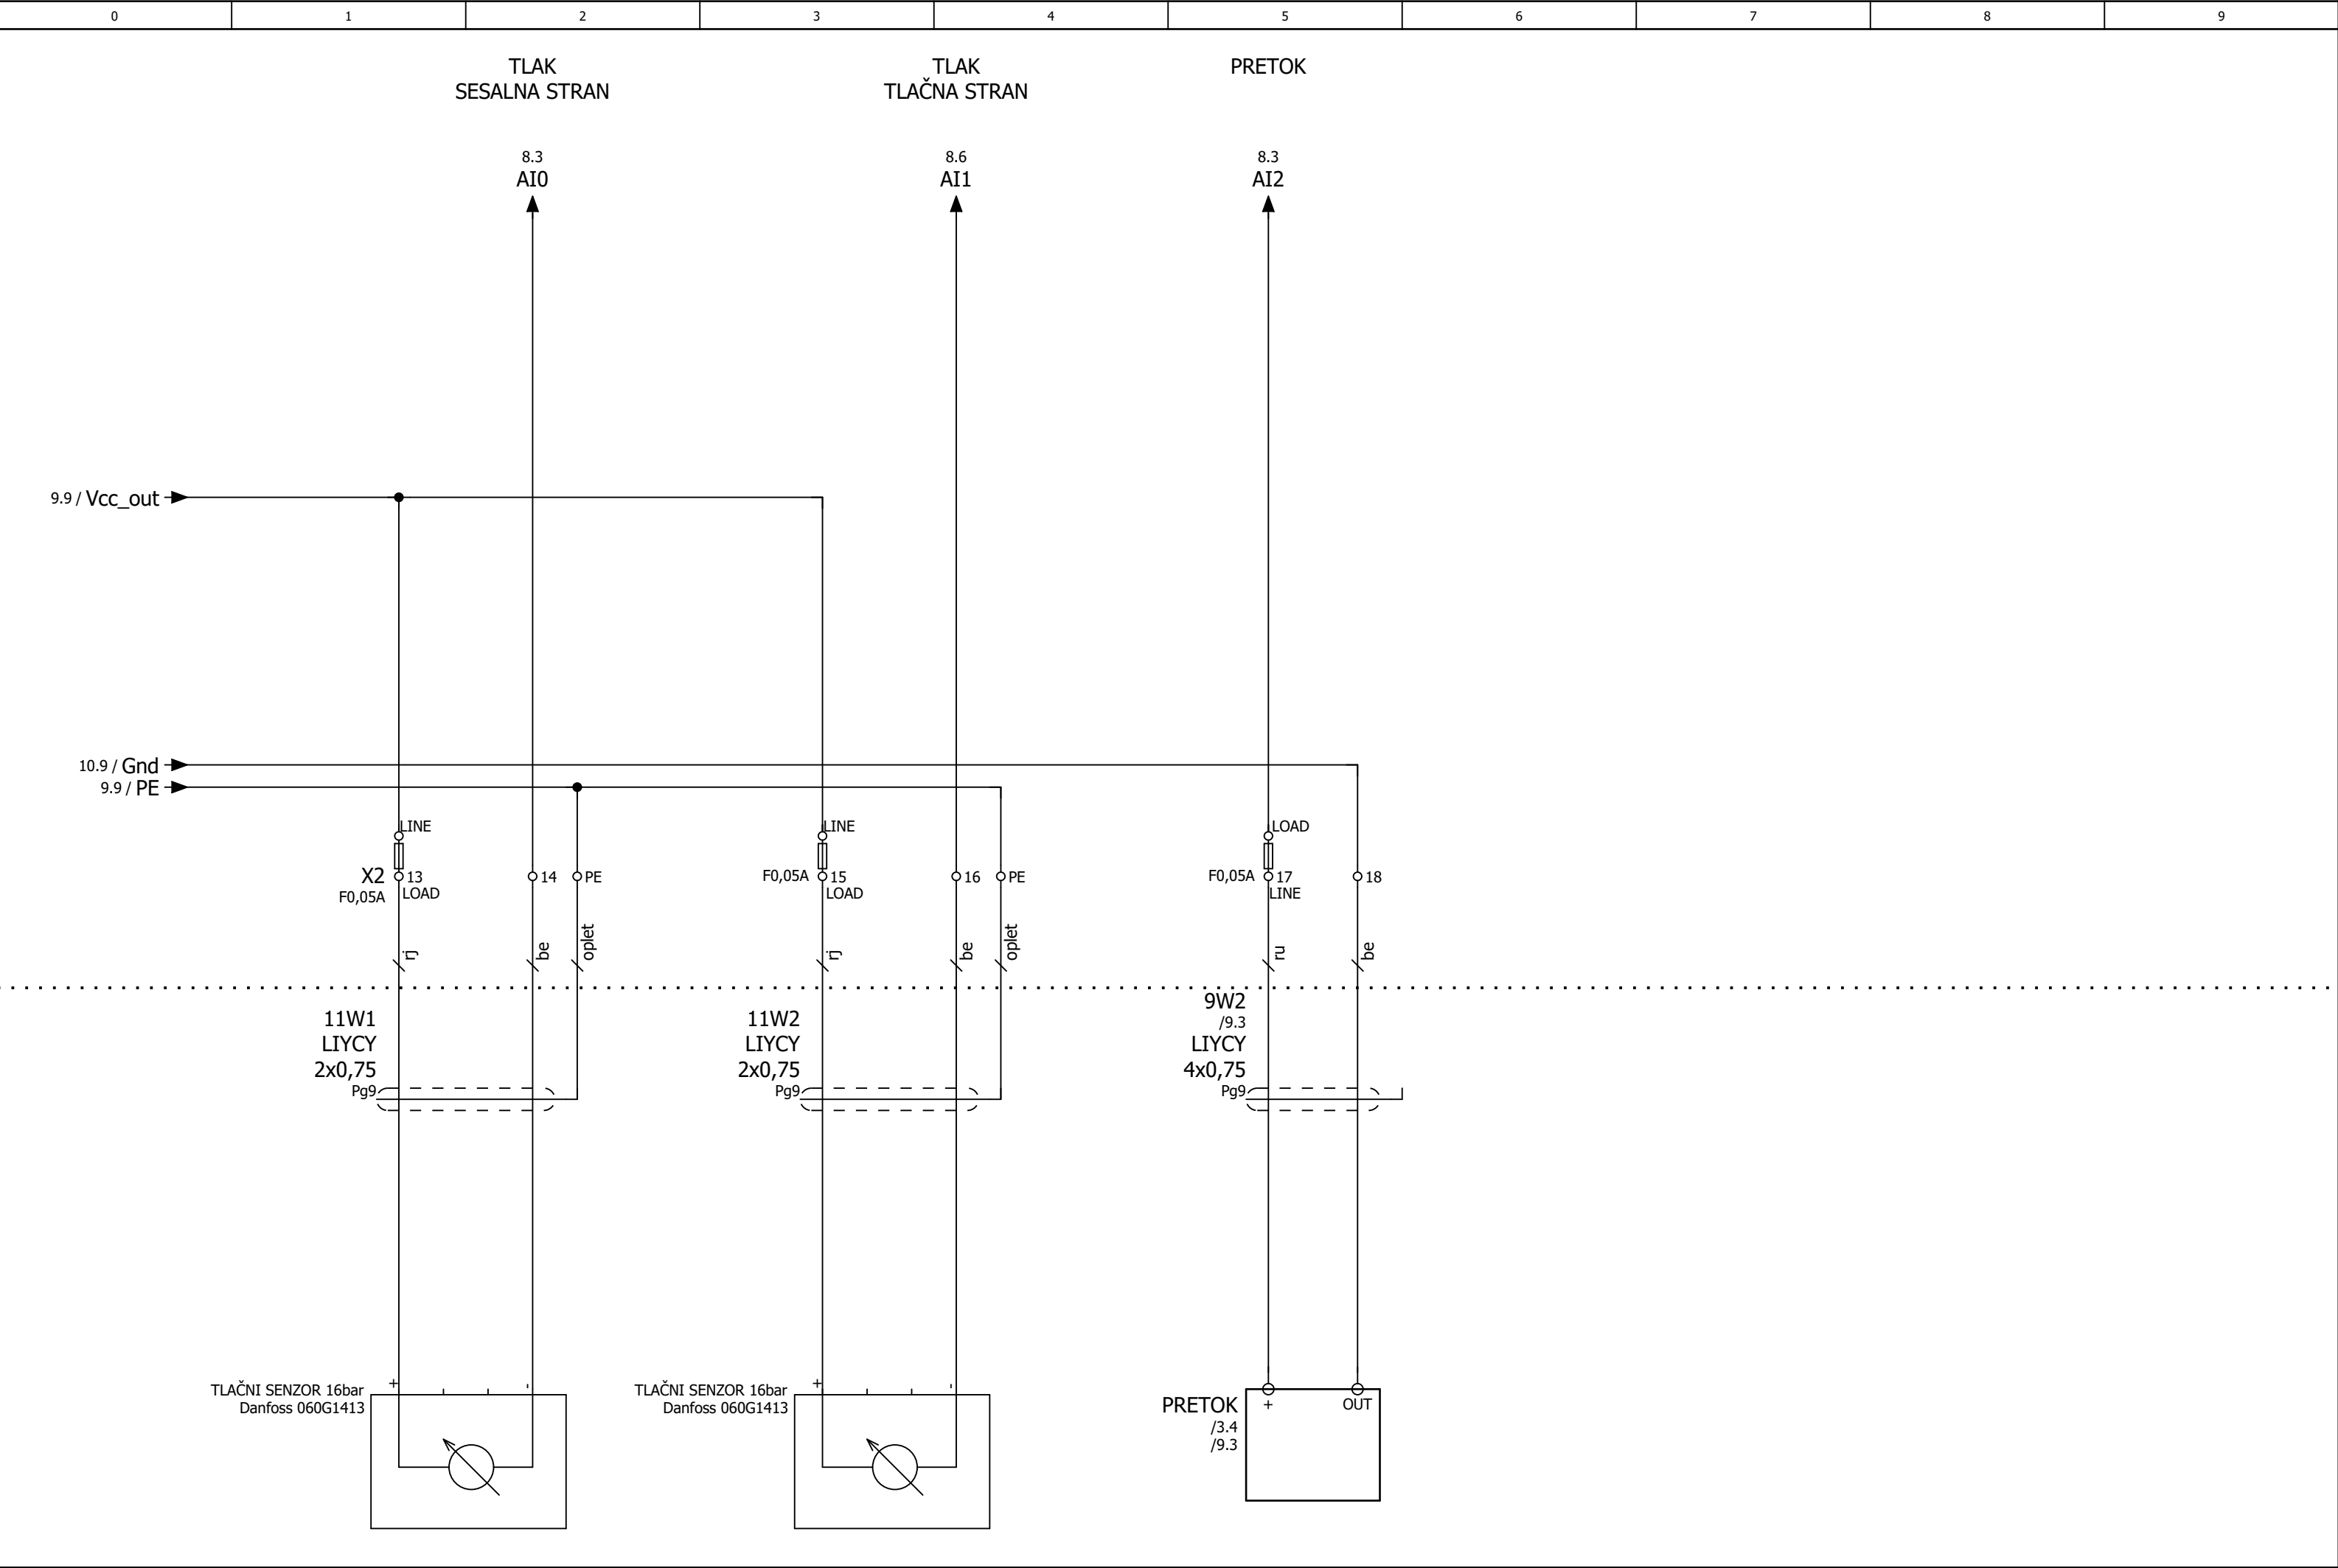 0 1 2 3 4 5 6 7 8 9
TLAK
SESALNA STRAN
TLAK
TLAČNA STRAN
PRETOK
8.3
AI0
8.6
AI1
8.3
AI2
9.9 / Vcc_out
10.9 / Gnd
9.9 / PE
LINE
X2
13
F0,05A
LOAD
14
PE
LINE
F0,05A
15
LOAD
16
PE
LOAD
F0,05A
17
LINE
18
rj
be
oplet
rj
be
oplet
ru
be
11W1
LIYCY
2x0,75
Pg9
11W2
LIYCY
2x0,75
Pg9
9W2
/9.3
LIYCY
4x0,75
Pg9
TLAČNI SENZOR 16bar
Danfoss 060G1413
+ -
TLAČNI SENZOR 16bar
Danfoss 060G1413
+ -
PRETOK
/3.4
/9.3
+ OUT